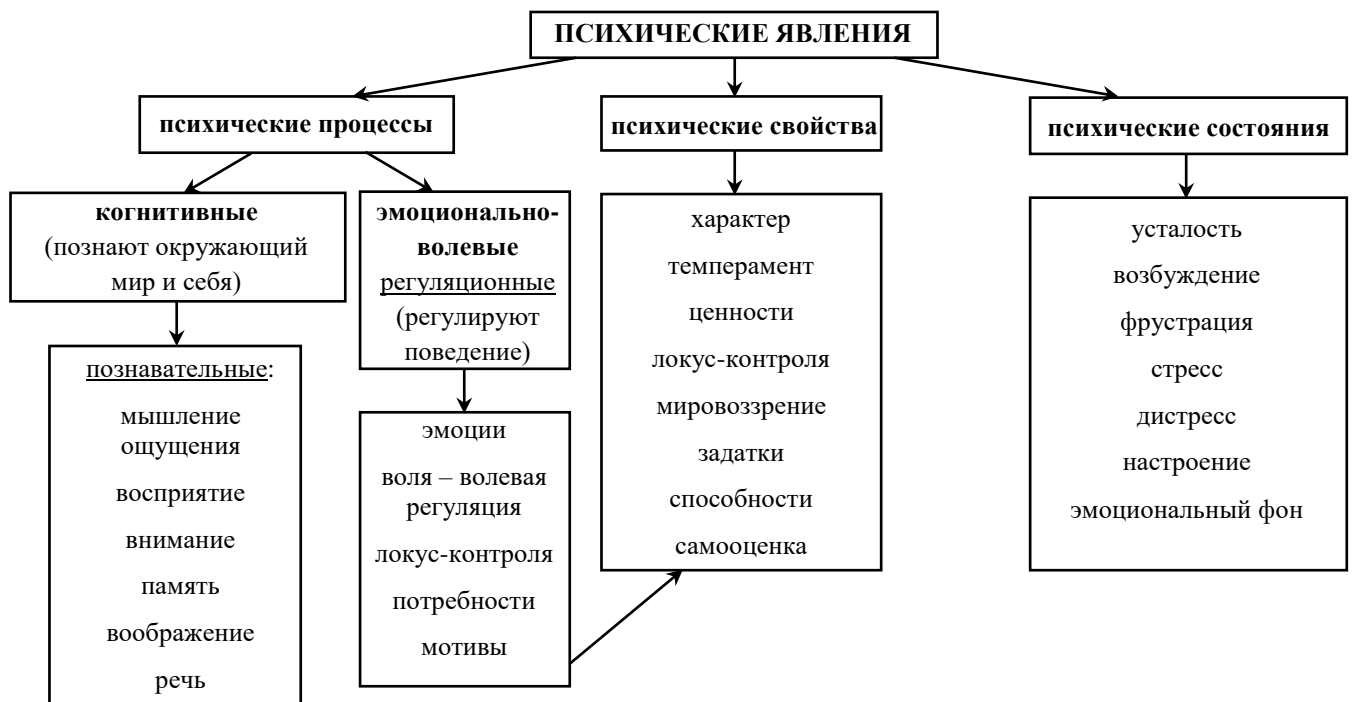 ПСИХИЧЕСКИЕ ЯВЛЕНИЯ
психические процессы
психические свойства
психические состояния
когнитивные
(познают окружающий
мир и себя)
эмоционально-
волевые
регуляционные
(регулируют
поведение)
познавательные:
мышление
ощущения
восприятие
внимание
память
воображение
речь
эмоции
воля – волевая
регуляция
локус-контроля
потребности
мотивы
характер
темперамент
ценности
локус-контроля
мировоззрение
задатки
способности
самооценка
усталость
возбуждение
фрустрация
стресс
дистресс
настроение
эмоциональный фон